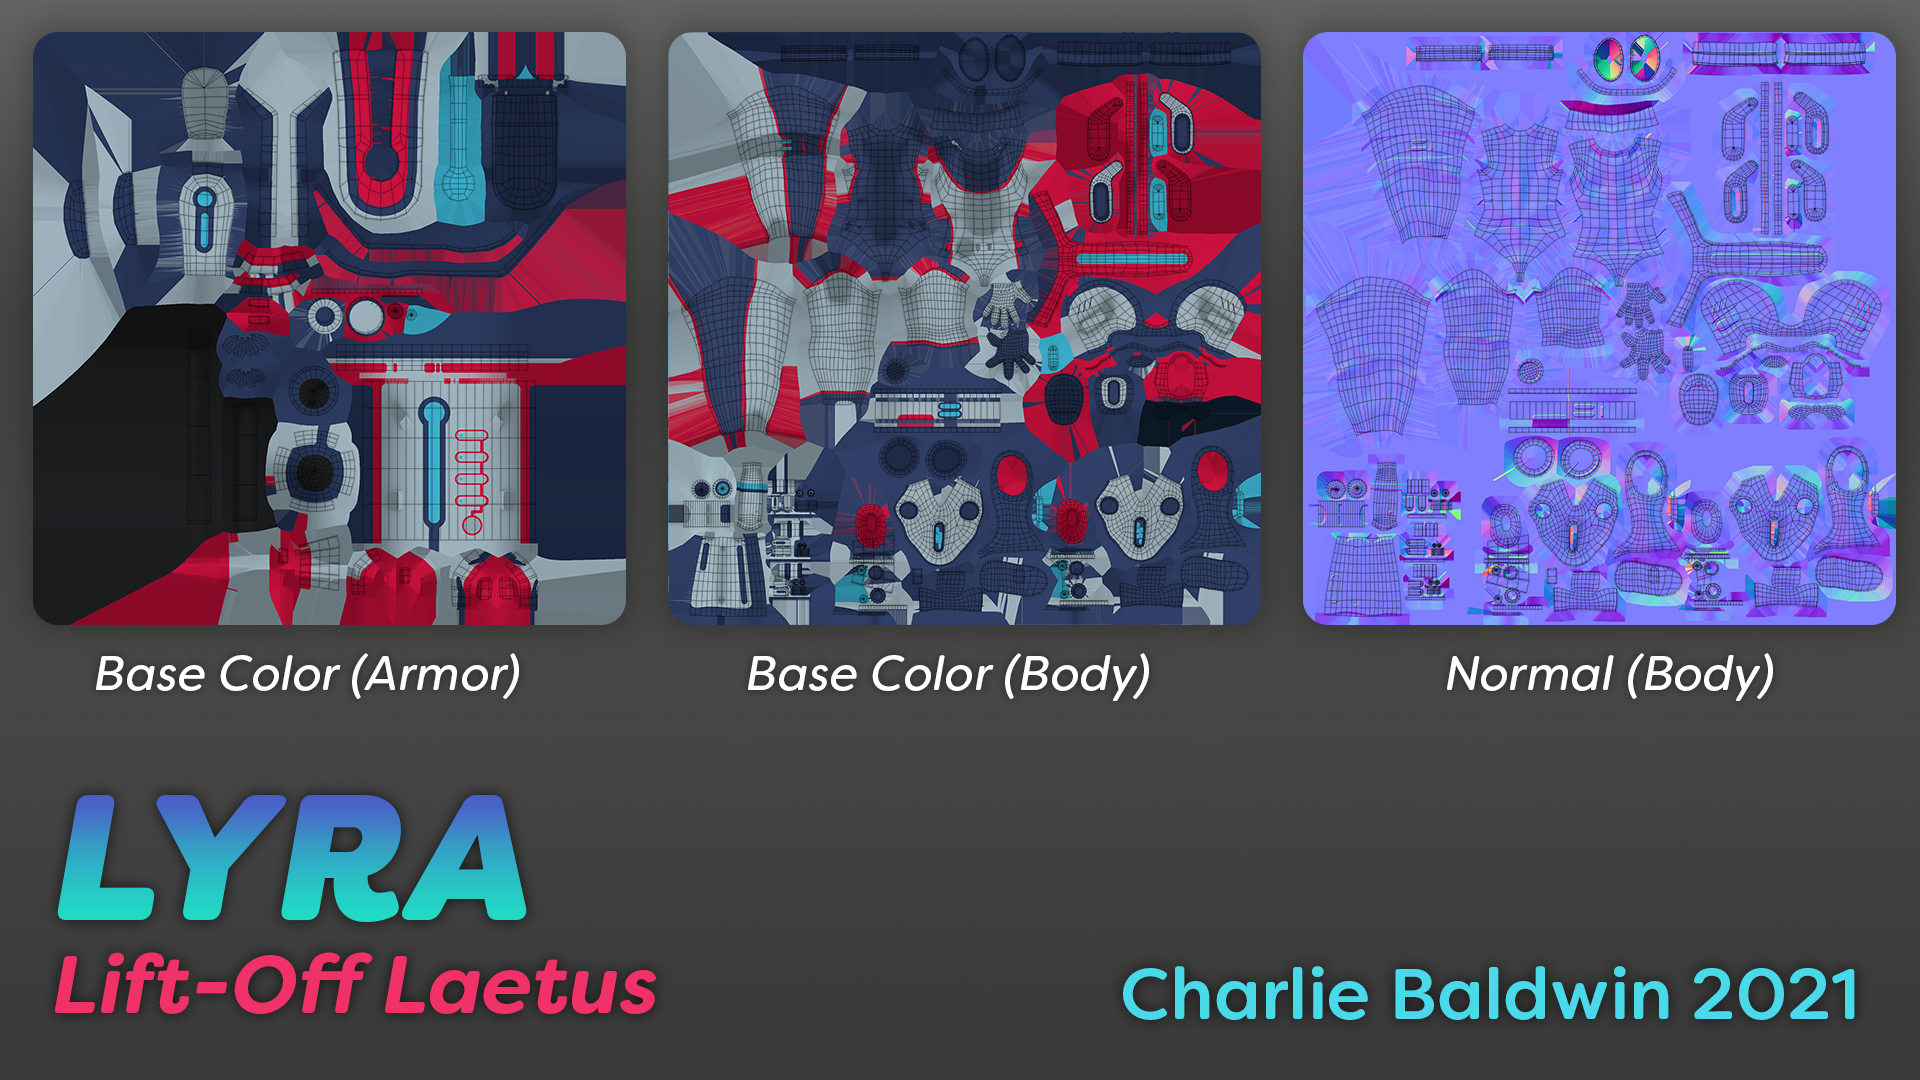 Base Color (Armor)
Base Color (Body)
Normal (Body)
LYRA
Lift-Off Laetus
Charlie Baldwin 2021